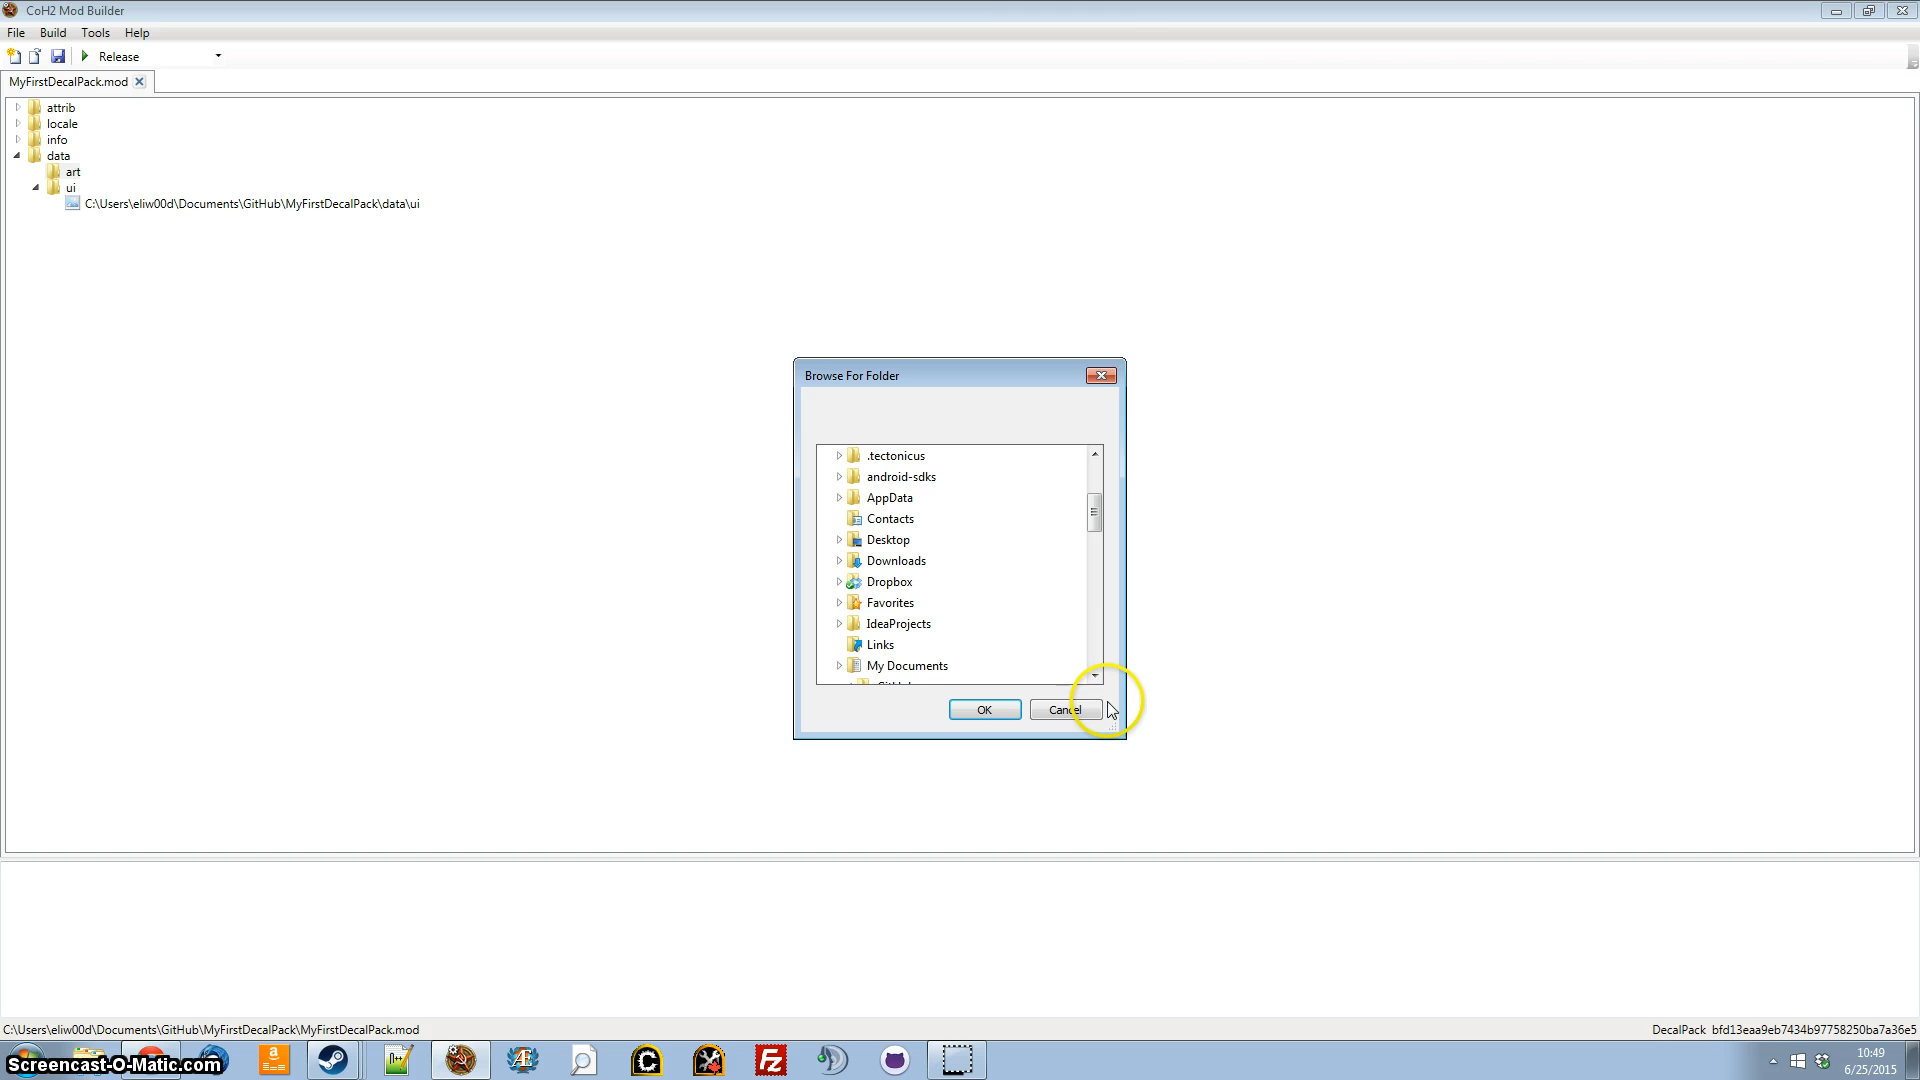 CoH2 Mod Builder
File Build Tools Help
Release
MyFirstDecalPack.mod
attrib
locale
info
data
art
ui
C:\Users\eliw00d\Documents\GitHub\MyFirstDecalPack\data\ui
Browse For Folder
.tectonicus
android-sdks
AppData
Contacts
Desktop
Downloads
Dropbox
Favorites
IdeaProjects
Links
My Documents
OK Cancel
C:\Users\eliw00d\Documents\GitHub\MyFirstDecalPack\MyFirstDecalPack.mod
DecalPack bfd13eaa9eb7434b97758250ba7a36e5
Screencast-O-Matic.com
10:49
6/25/2015